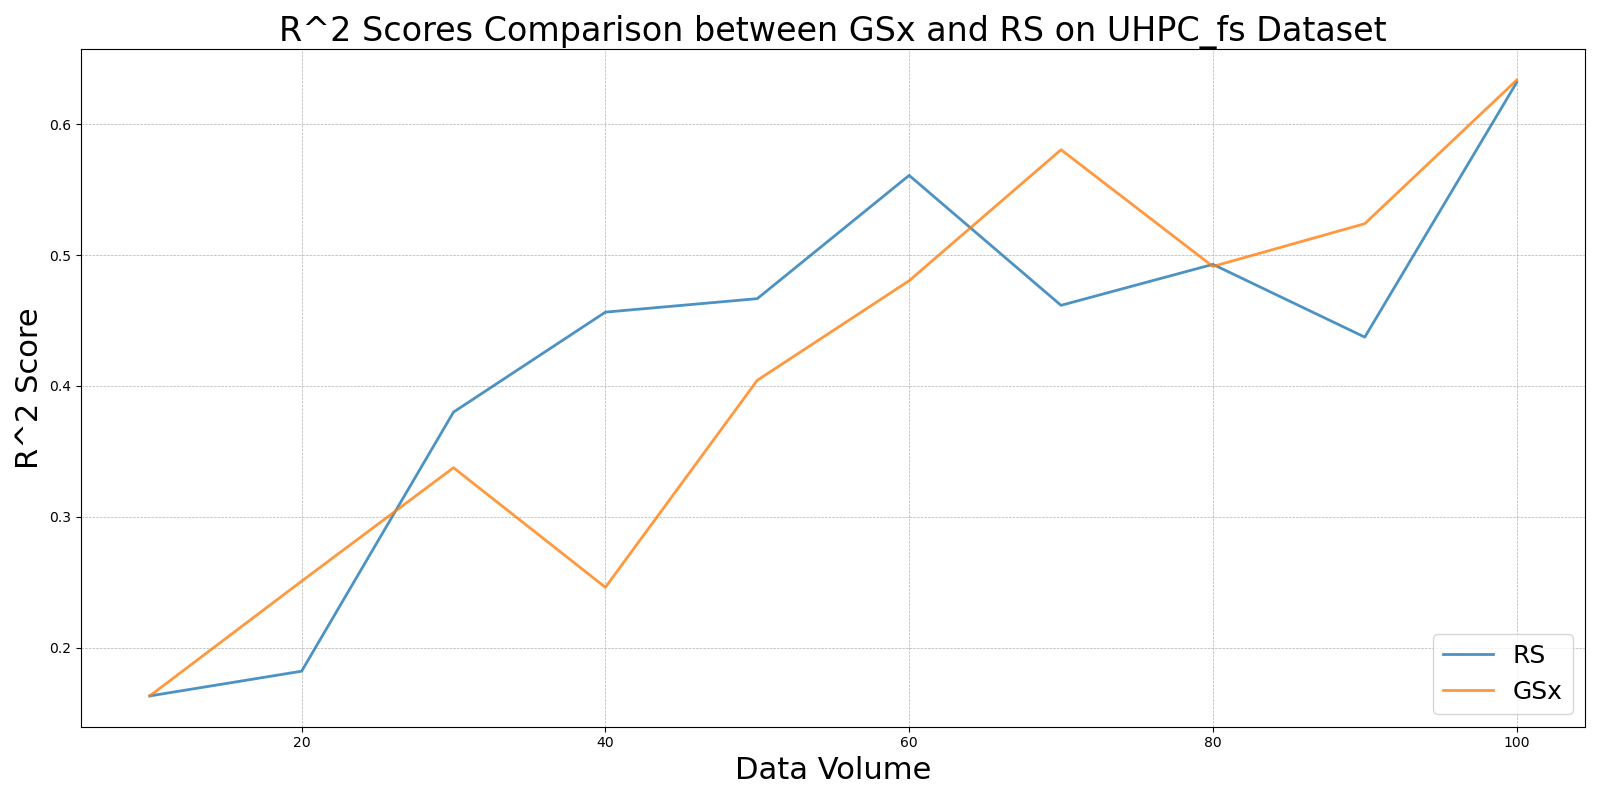 R^2 Scores Comparison between GSx and RS on UHPC_fs Dataset
R^2 Score
0.6
0.5
0.4
0.3
0.2
20
40
60
80
100
Data Volume
RS
GSx